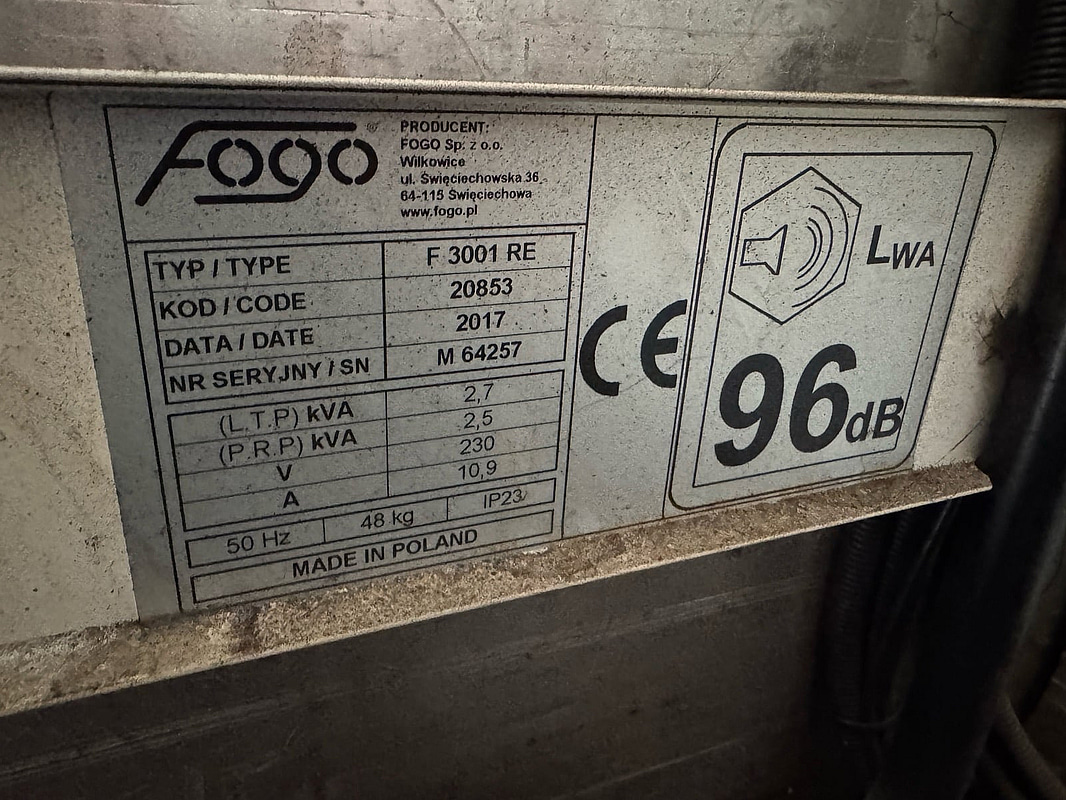 FOGO ®
PRODUCENT:
FOGO Sp. z o.o.
Wilkowice
ul. Święciechowska 36
64-115 Święciechowa
www.fogo.pl
TYP / TYPE F 3001 RE
KOD / CODE 20853
DATA / DATE 2017
NR SERYJNY / SN M 64257
(L.T.P) kVA 2,7
(P.R.P) kVA 2,5
V 230
A 10,9
50 Hz 48 kg IP23
MADE IN POLAND
CE
LWA
96dB